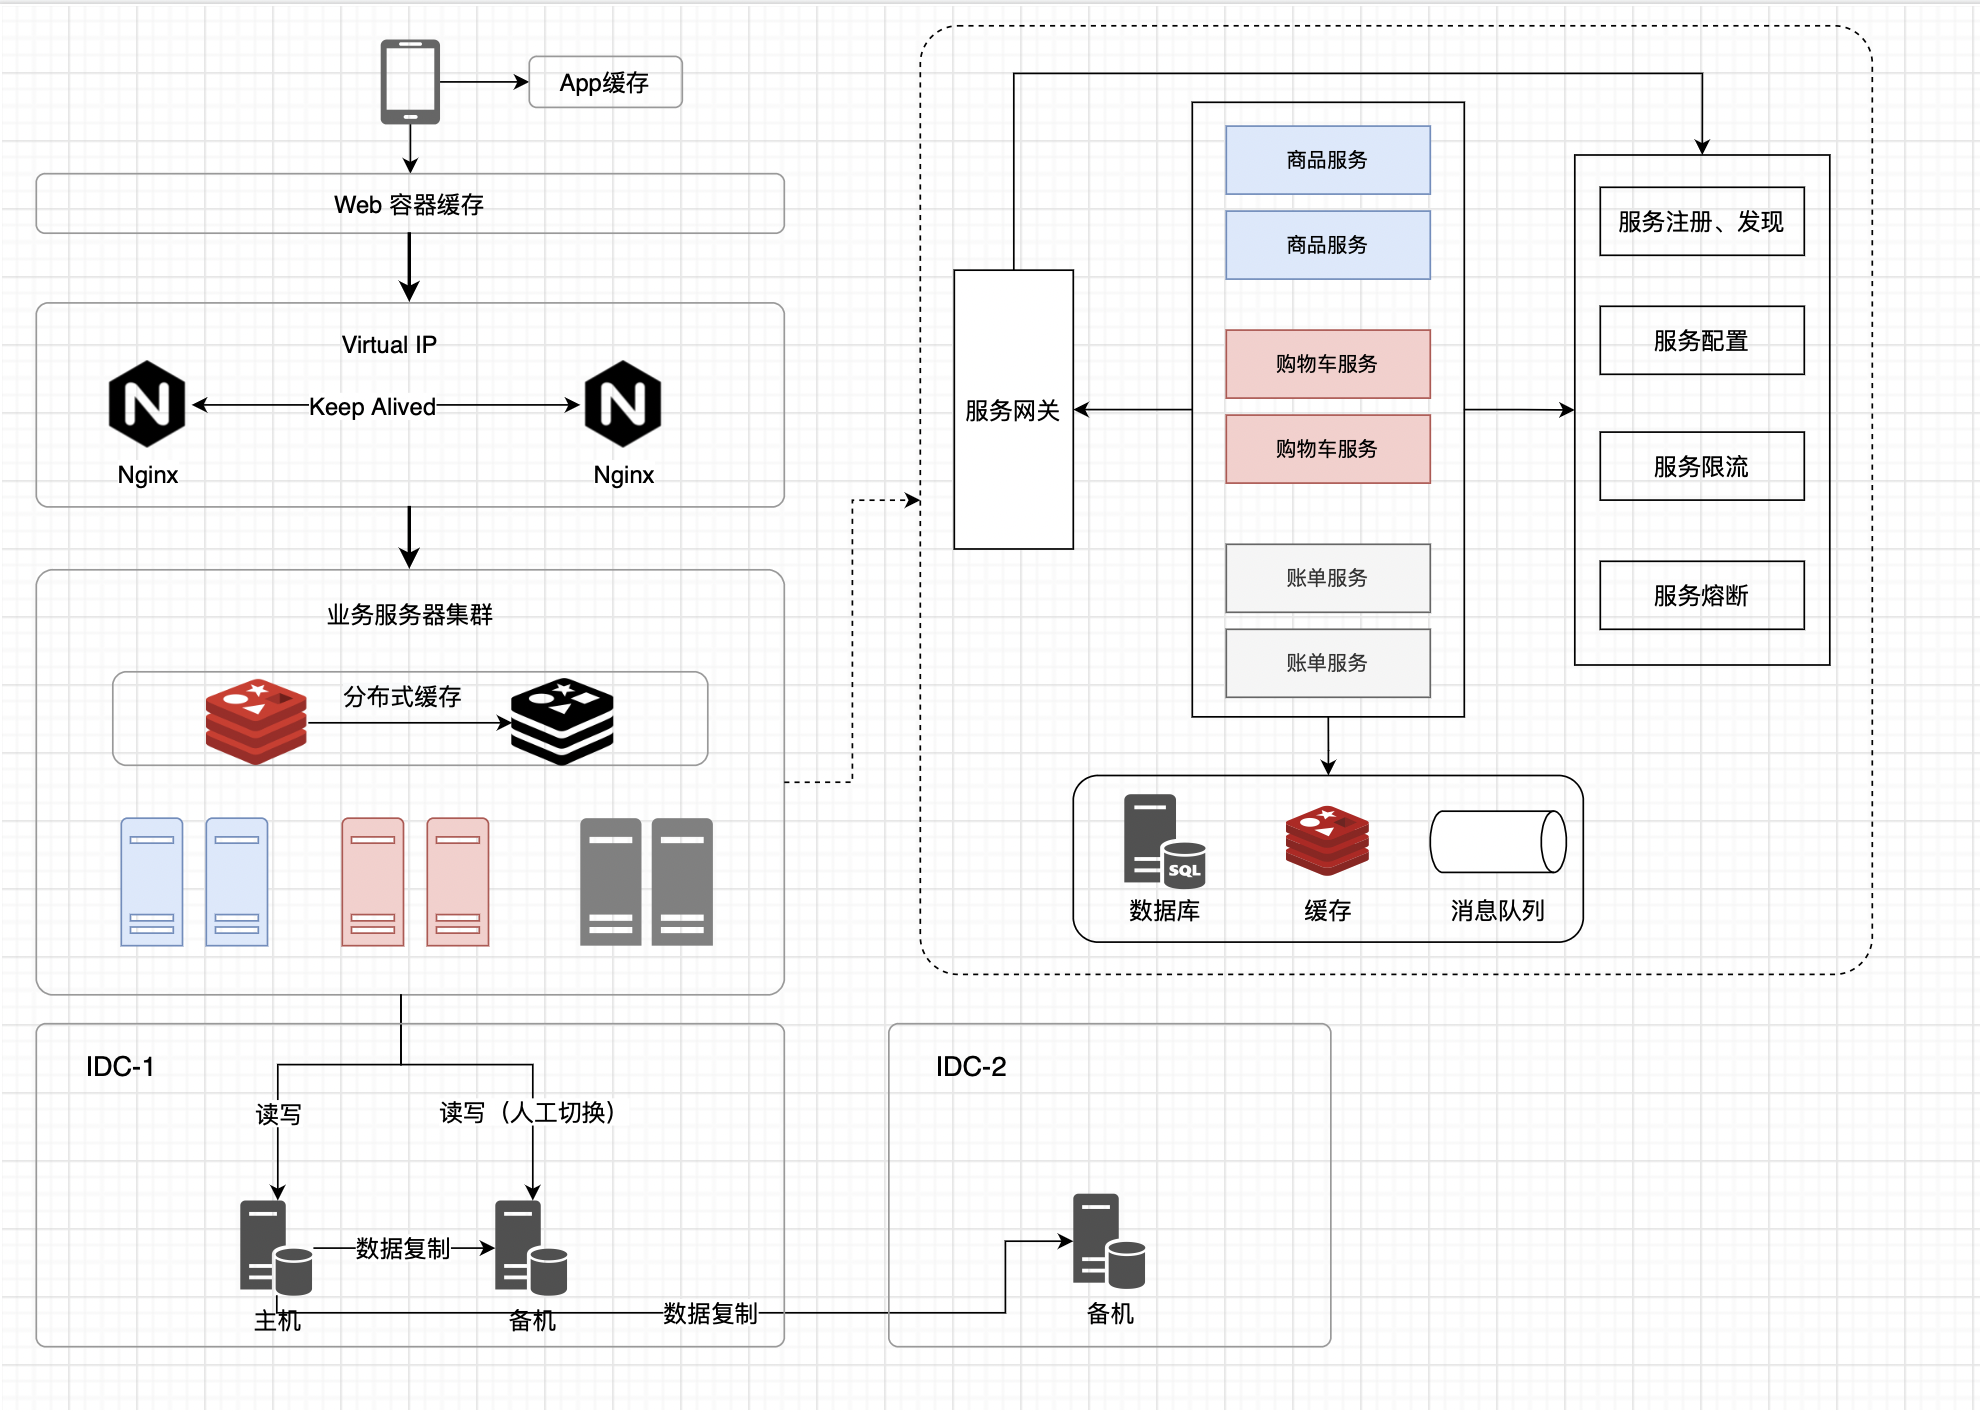 App缓存
Web 容器缓存
Virtual IP
Keep Alived
Nginx
Nginx
业务服务器集群
分布式缓存
IDC-1
读写
读写（人工切换）
数据复制
主机
备机
数据复制
IDC-2
备机
服务网关
商品服务
商品服务
购物车服务
购物车服务
账单服务
账单服务
服务注册、发现
服务配置
服务限流
服务熔断
SQL
数据库
缓存
消息队列